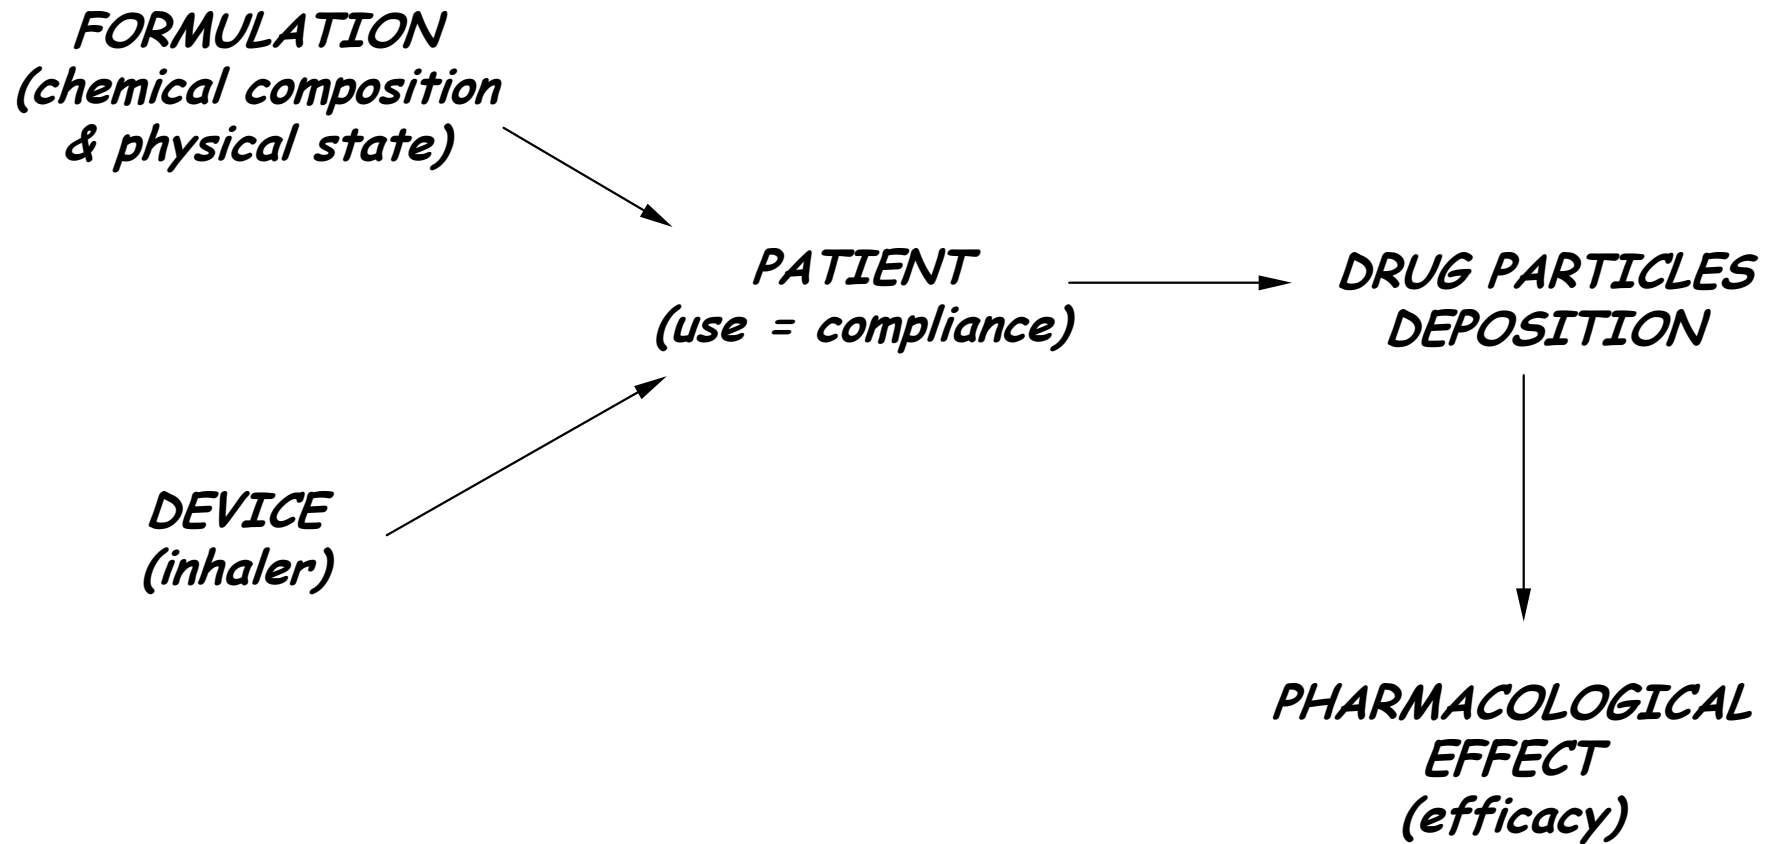 FORMULATION
(chemical composition
& physical state)
PATIENT
(use = compliance)
DRUG PARTICLES
DEPOSITION
DEVICE
(inhaler)
PHARMACOLOGICAL
EFFECT
(efficacy)